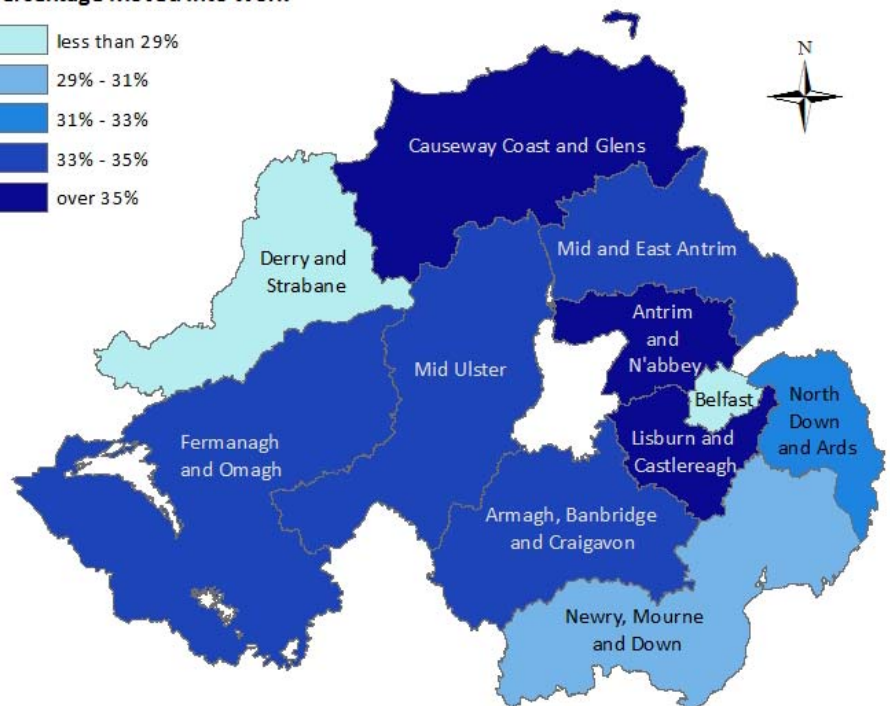 less than 29%
29% - 31%
31% - 33%
33% - 35%
over 35%
N
Causeway Coast and Glens
Mid and East Antrim
Derry and
Strabane
Antrim
and
N'abbey
Mid Ulster
Belfast
North
Down
and Ards
Fermanagh
and Omagh
Lisburn and
Castlereagh
Armagh, Banbridge
and Craigavon
Newry, Mourne
and Down